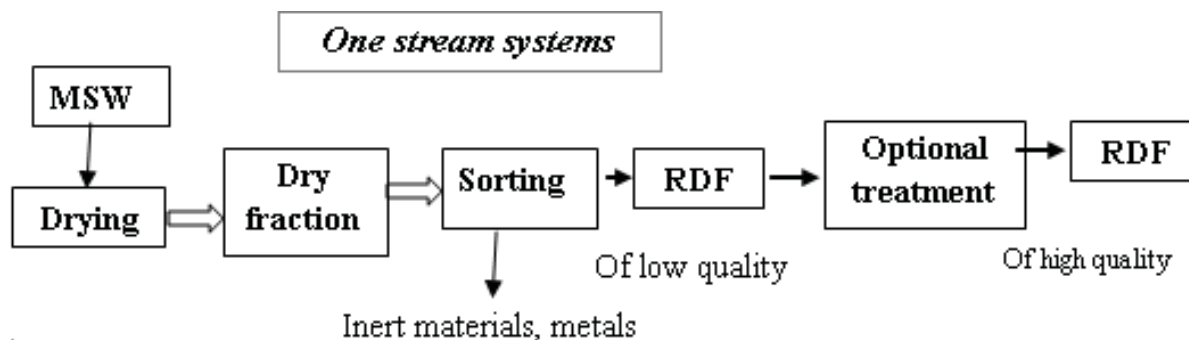 One stream systems
MSW
Drying
Dry
fraction
Sorting
Inert materials, metals
RDF
Of low quality
Optional
treatment
RDF
Of high quality